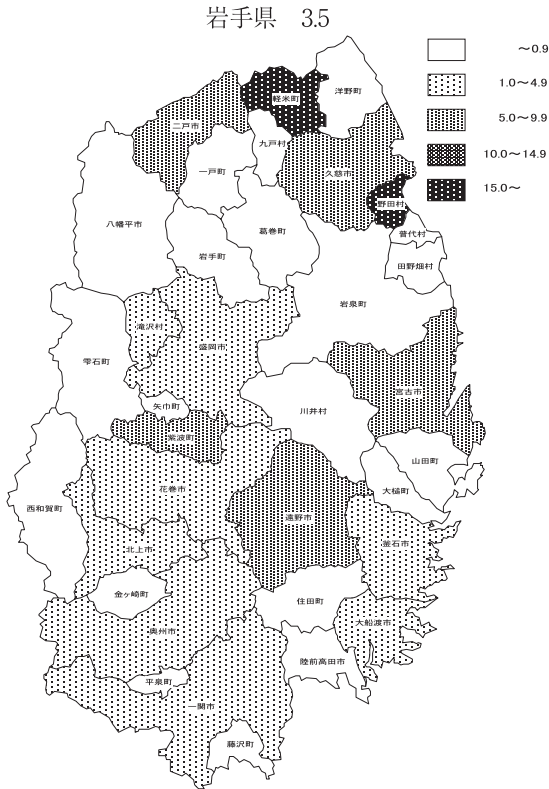 岩手県 3.5
～0.9
1.0～4.9
5.0～9.9
10.0～14.9
15.0～
洋野町
軽米町
二戸市
九戸村
一戸町
久慈市
野田村
八幡平市
葛巻町
普代村
岩手町
田野畑村
岩泉町
滝沢村
盛岡市
雫石町
宮古市
矢巾町
川井村
紫波町
山田町
花巻市
大槌町
西和賀町
遠野市
釜石市
北上市
金ヶ崎町
住田町
大船渡市
奥州市
陸前高田市
平泉町
一関市
藤沢町